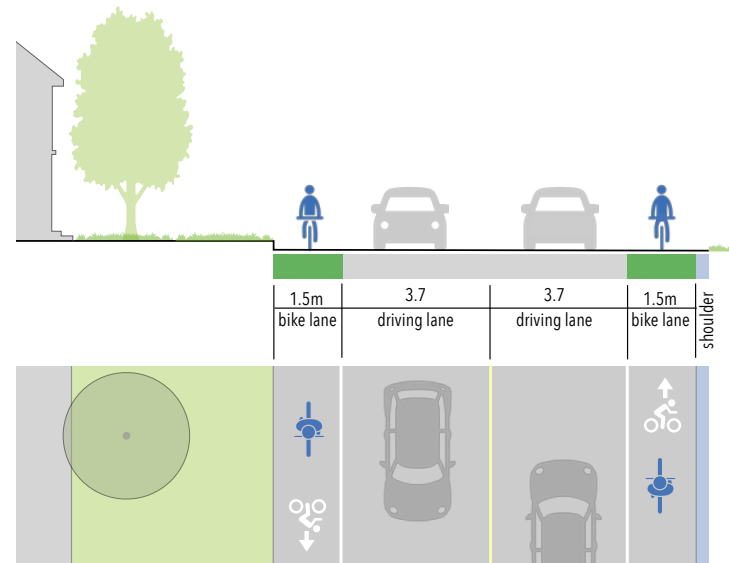 1.5m
bike lane
3.7
driving lane
3.7
driving lane
1.5m
bike lane
shoulder